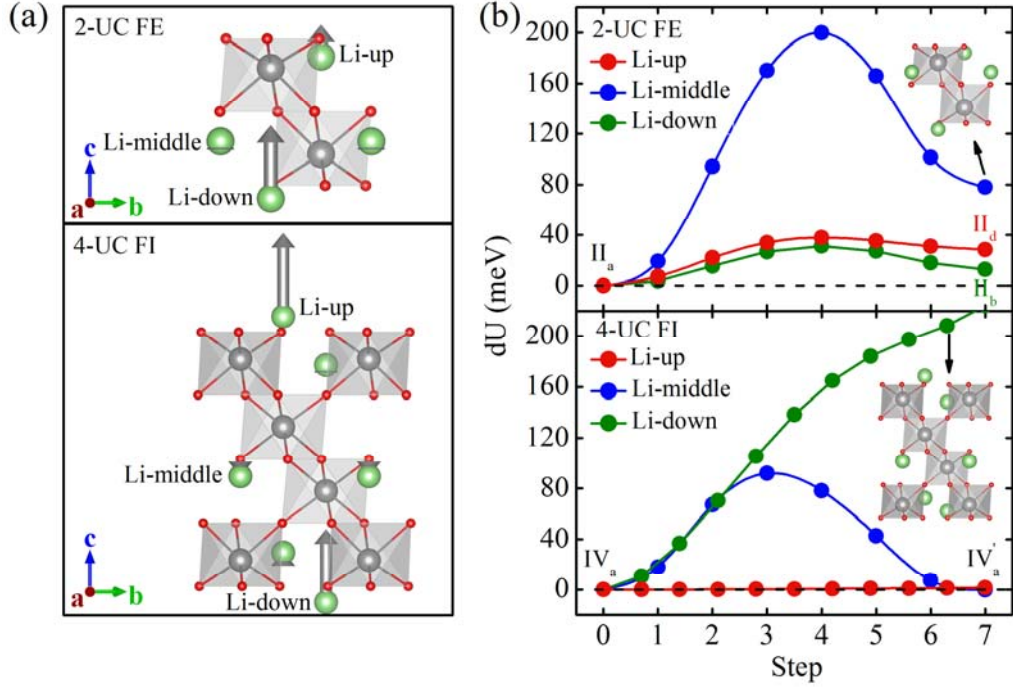 (a)
2-UC FE
Li-up
Li-middle
Li-down
c
a
b
4-UC FI
Li-up
Li-middle
Li-down
c
a
b
(b)
dU (meV)
200
160
120
80
40
0
2-UC FE
Li-up
Li-middle
Li-down
II_a
II_d
II_b
200
160
120
80
40
0
4-UC FI
Li-up
Li-middle
Li-down
IV_a
IV'_a
0 1 2 3 4 5 6 7
Step